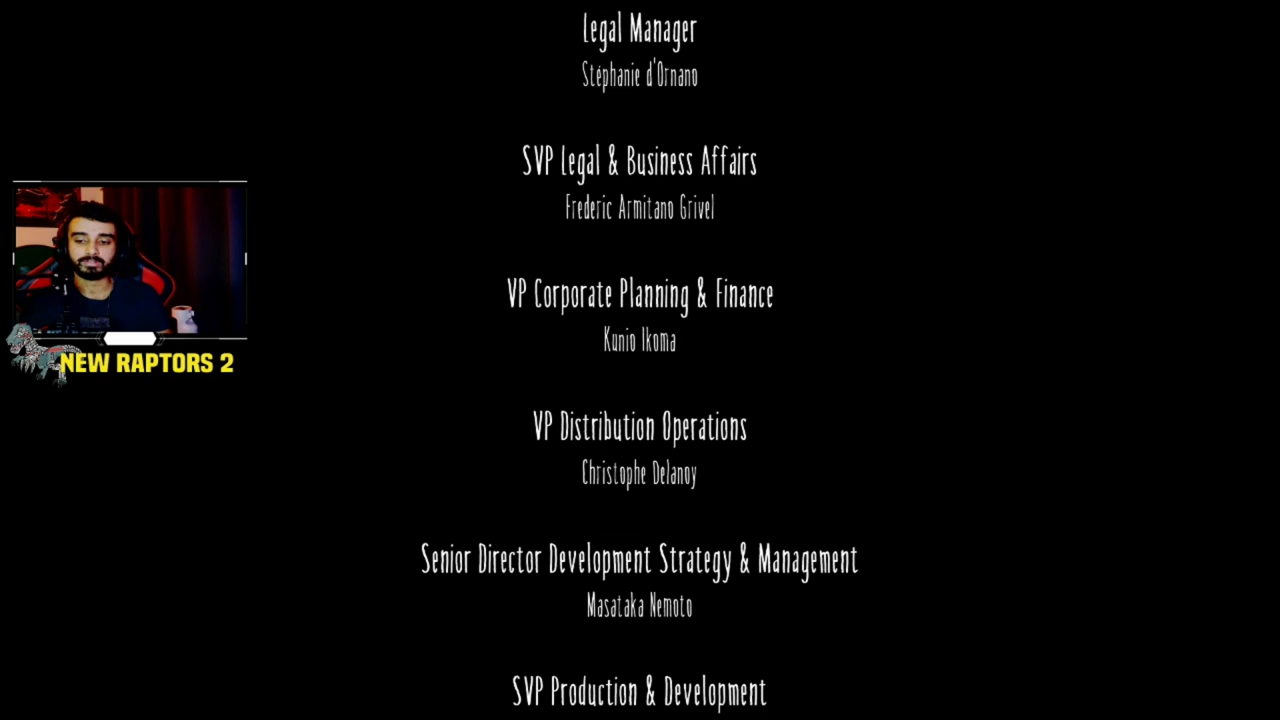 Legal Manager
Stéphanie d'Ornano
SVP Legal & Business Affairs
Frederic Armitano Grivel
VP Corporate Planning & Finance
Kunio Ikoma
NEW RAPTORS 2
VP Distribution Operations
Christophe Delanoy
Senior Director Development Strategy & Management
Masataka Nemoto
SVP Production & Development